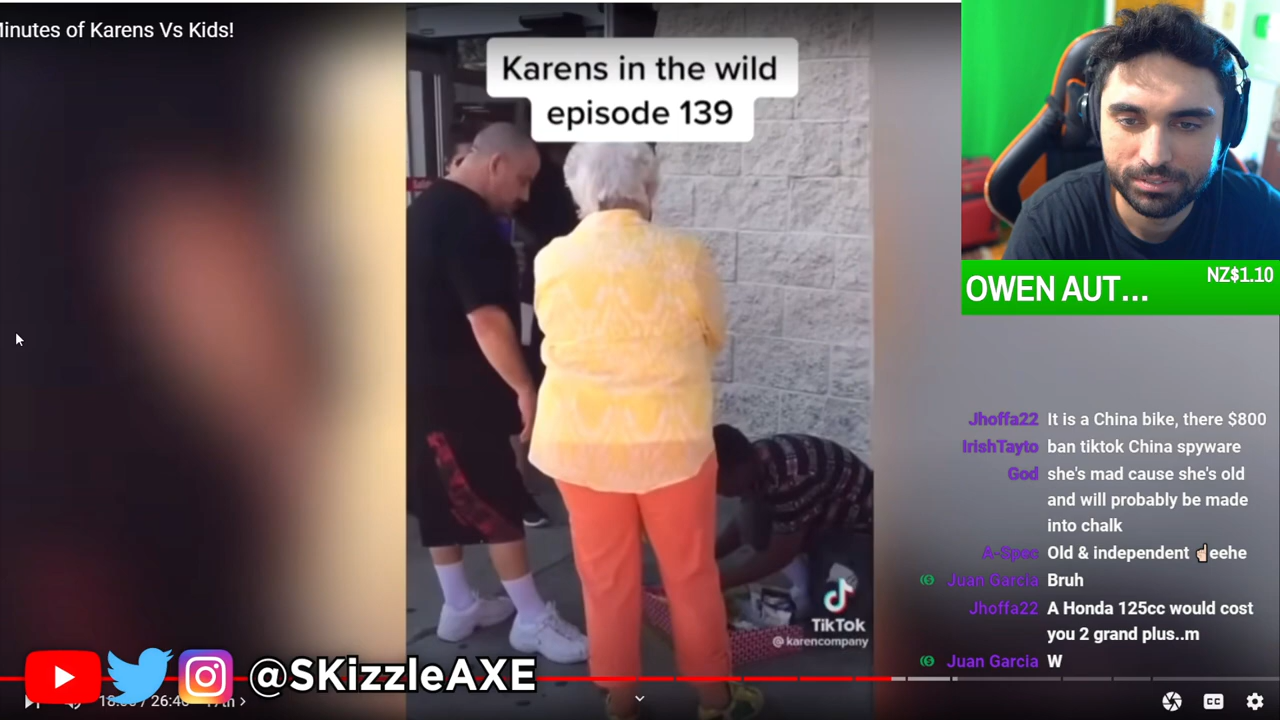 Minutes of Karens Vs Kids!
Karens in the wild
episode 139
OWEN AUT...
NZ$1.10
Jhoffa22 It is a China bike, there $800
IrishTayto ban tiktok China spyware
God she's mad cause she's old
and will probably be made
into chalk
A-Spec Old & independent ☝🏻eehe
Juan Garcia Bruh
Jhoffa22 A Honda 125cc would cost
you 2 grand plus..m
Juan Garcia W
TikTok
@karencompany
@SKizzleAXE
CC